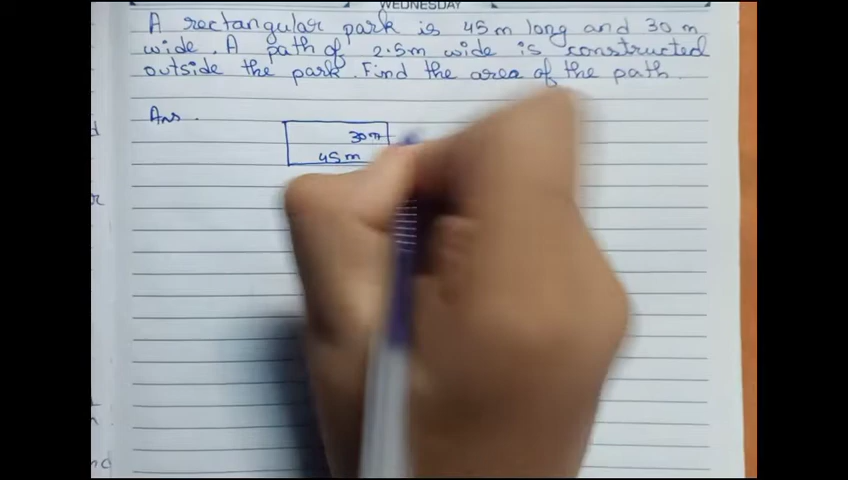 WEDNESDAY
A rectangular park is 45 m long and 30 m
wide. A path of 2.5m wide is constructed
outside the park. Find the area of the path.
Ans.
30m
45m